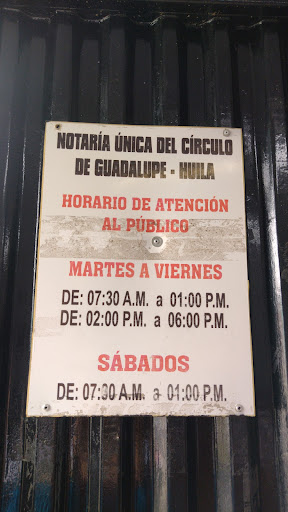 NOTARÍA ÚNICA DEL CÍRCULO
DE GUADALUPE - HUILA
HORARIO DE ATENCIÓN
AL PÚBLICO
MARTES A VIERNES
DE: 07:30 A.M. a 01:00 P.M.
DE: 02:00 P.M. a 06:00 P.M.
SÁBADOS
DE: 07:30 A.M. a 01:00 P.M.